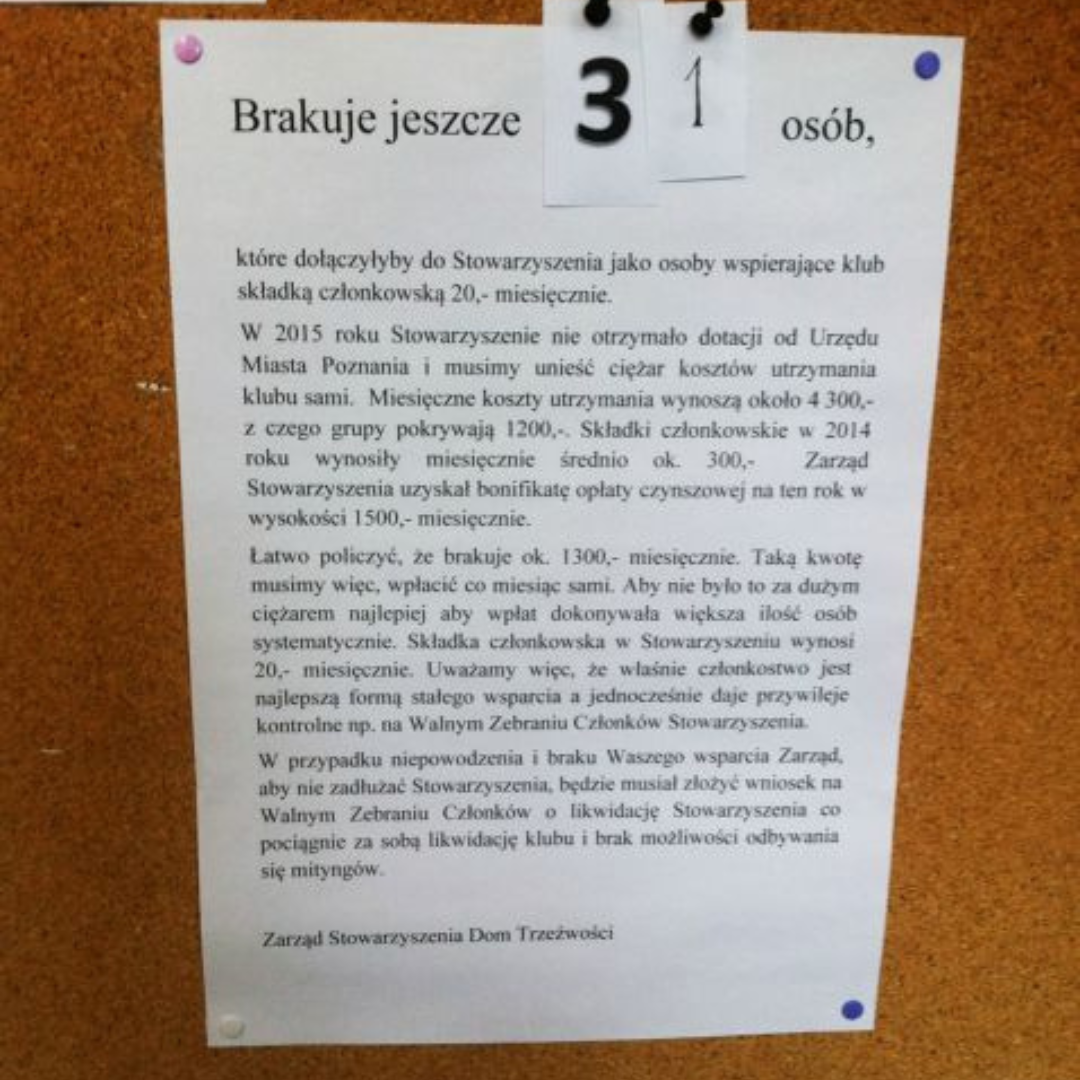 Brakuje jeszcze 3 1 osób,
które dołączyłyby do Stowarzyszenia jako osoby wspierające klub
składką członkowską 20,- miesięcznie.
W 2015 roku Stowarzyszenie nie otrzymało dotacji od Urzędu
Miasta Poznania i musimy unieść ciężar kosztów utrzymania
klubu sami. Miesięczne koszty utrzymania wynoszą około 4 300,-
z czego grupy pokrywają 1200,-. Składki członkowskie w 2014
roku wynosiły miesięcznie średnio ok. 300,- Zarząd
Stowarzyszenia uzyskał bonifikatę opłaty czynszowej na ten rok w
wysokości 1500,- miesięcznie.
Łatwo policzyć, że brakuje ok. 1300,- miesięcznie. Taką kwotę
musimy więc, wpłacić co miesiąc sami. Aby nie było to za dużym
ciężarem najlepiej aby wpłat dokonywała większa ilość osób
systematycznie. Składka członkowska w Stowarzyszeniu wynosi
20,- miesięcznie. Uważamy więc, że właśnie członkostwo jest
najlepszą formą stałego wsparcia a jednocześnie daje przywileje
kontrolne np. na Walnym Zebraniu Członków Stowarzyszenia.
W przypadku niepowodzenia i braku Waszego wsparcia Zarząd,
aby nie zadłużać Stowarzyszenia, będzie musiał złożyć wniosek na
Walnym Zebraniu Członków o likwidację Stowarzyszenia co
pociągnie za sobą likwidację klubu i brak możliwości odbywania
się mityngów.
Zarząd Stowarzyszenia Dom Trzeźwości